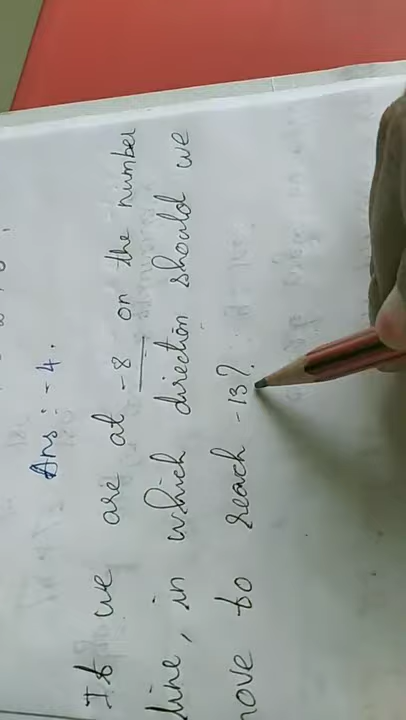 Ans: -4.
If we are at -8 on the number
line, in which direction should we
move to reach -13?